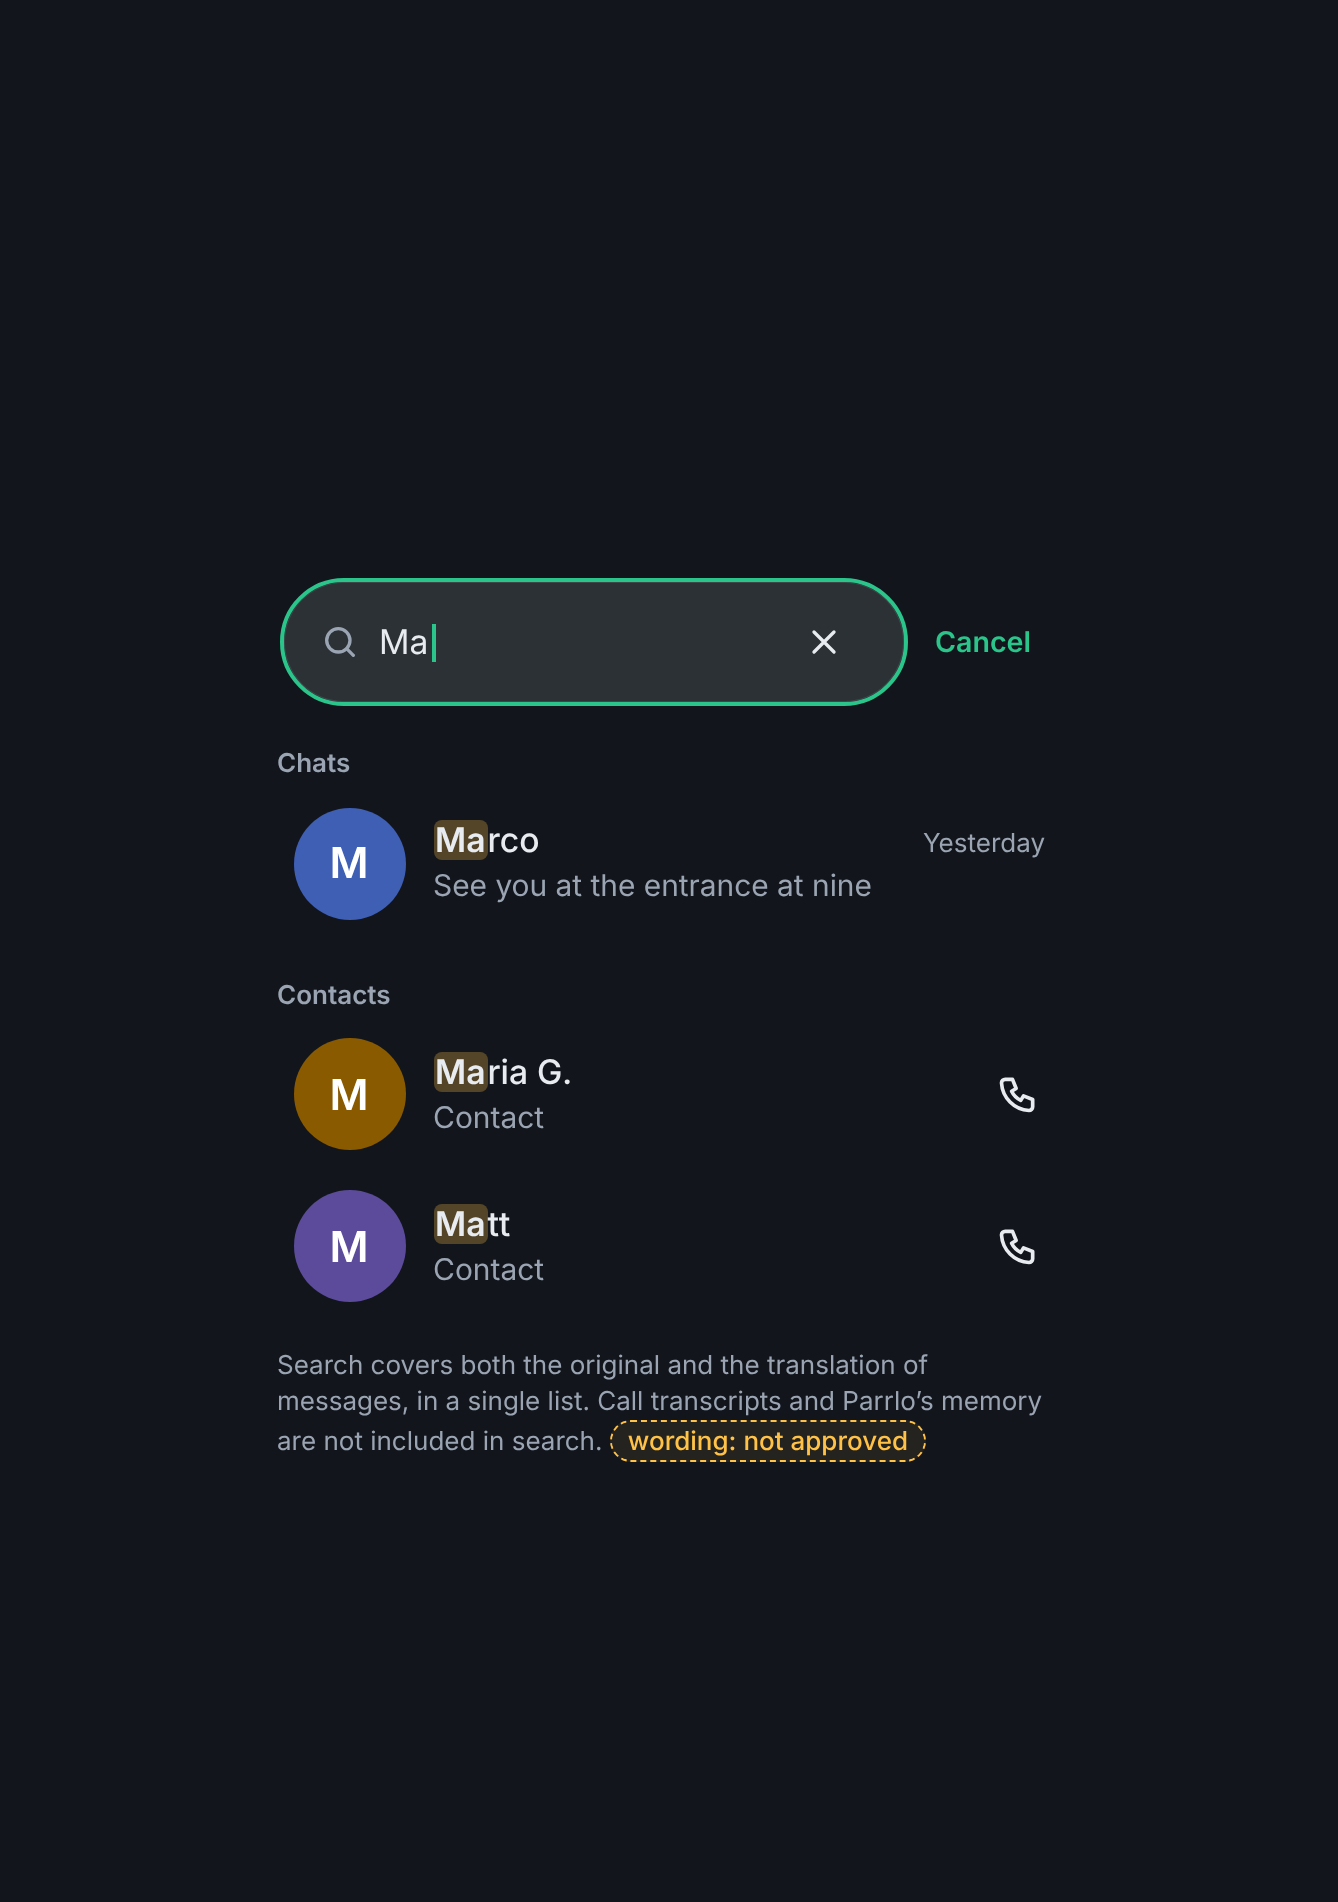 Ma
Cancel
Chats
M
Marco
Yesterday
See you at the entrance at nine
Contacts
M
Maria G.
Contact
M
Matt
Contact
Search covers both the original and the translation of
messages, in a single list. Call transcripts and Parrlo’s memory
are not included in search. wording: not approved